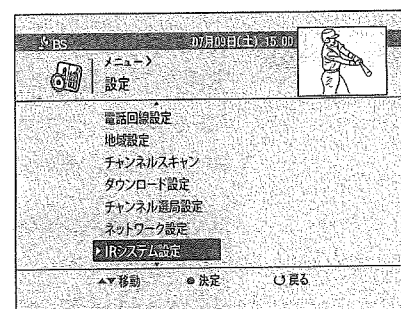 BS 07月09日(土) 15:00
メニュー〉
設定
電話回線設定
地域設定
チャンネルスキャン
ダウンロード設定
チャンネル選局設定
ネットワーク設定
▶IRシステム設定
▲▼移動 ●決定 ↺戻る